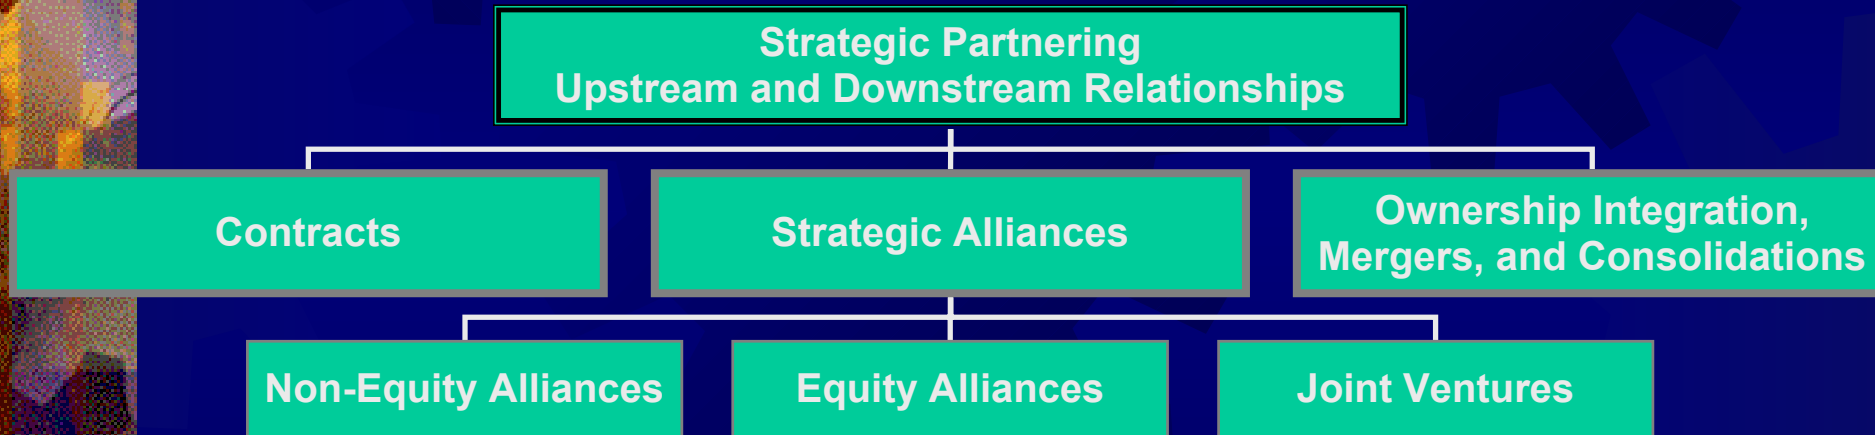 Strategic Partnering
Upstream and Downstream Relationships
Contracts
Strategic Alliances
Ownership Integration,
Mergers, and Consolidations
Non-Equity Alliances
Equity Alliances
Joint Ventures